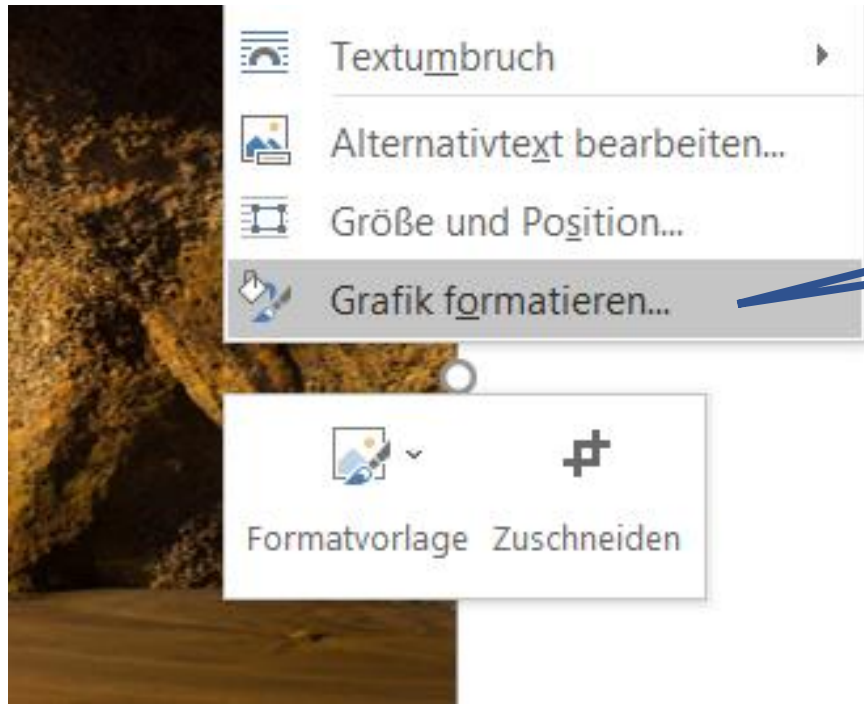 Textumbruch
Alternativtext bearbeiten...
Größe und Position...
Grafik formatieren...
Formatvorlage Zuschneiden